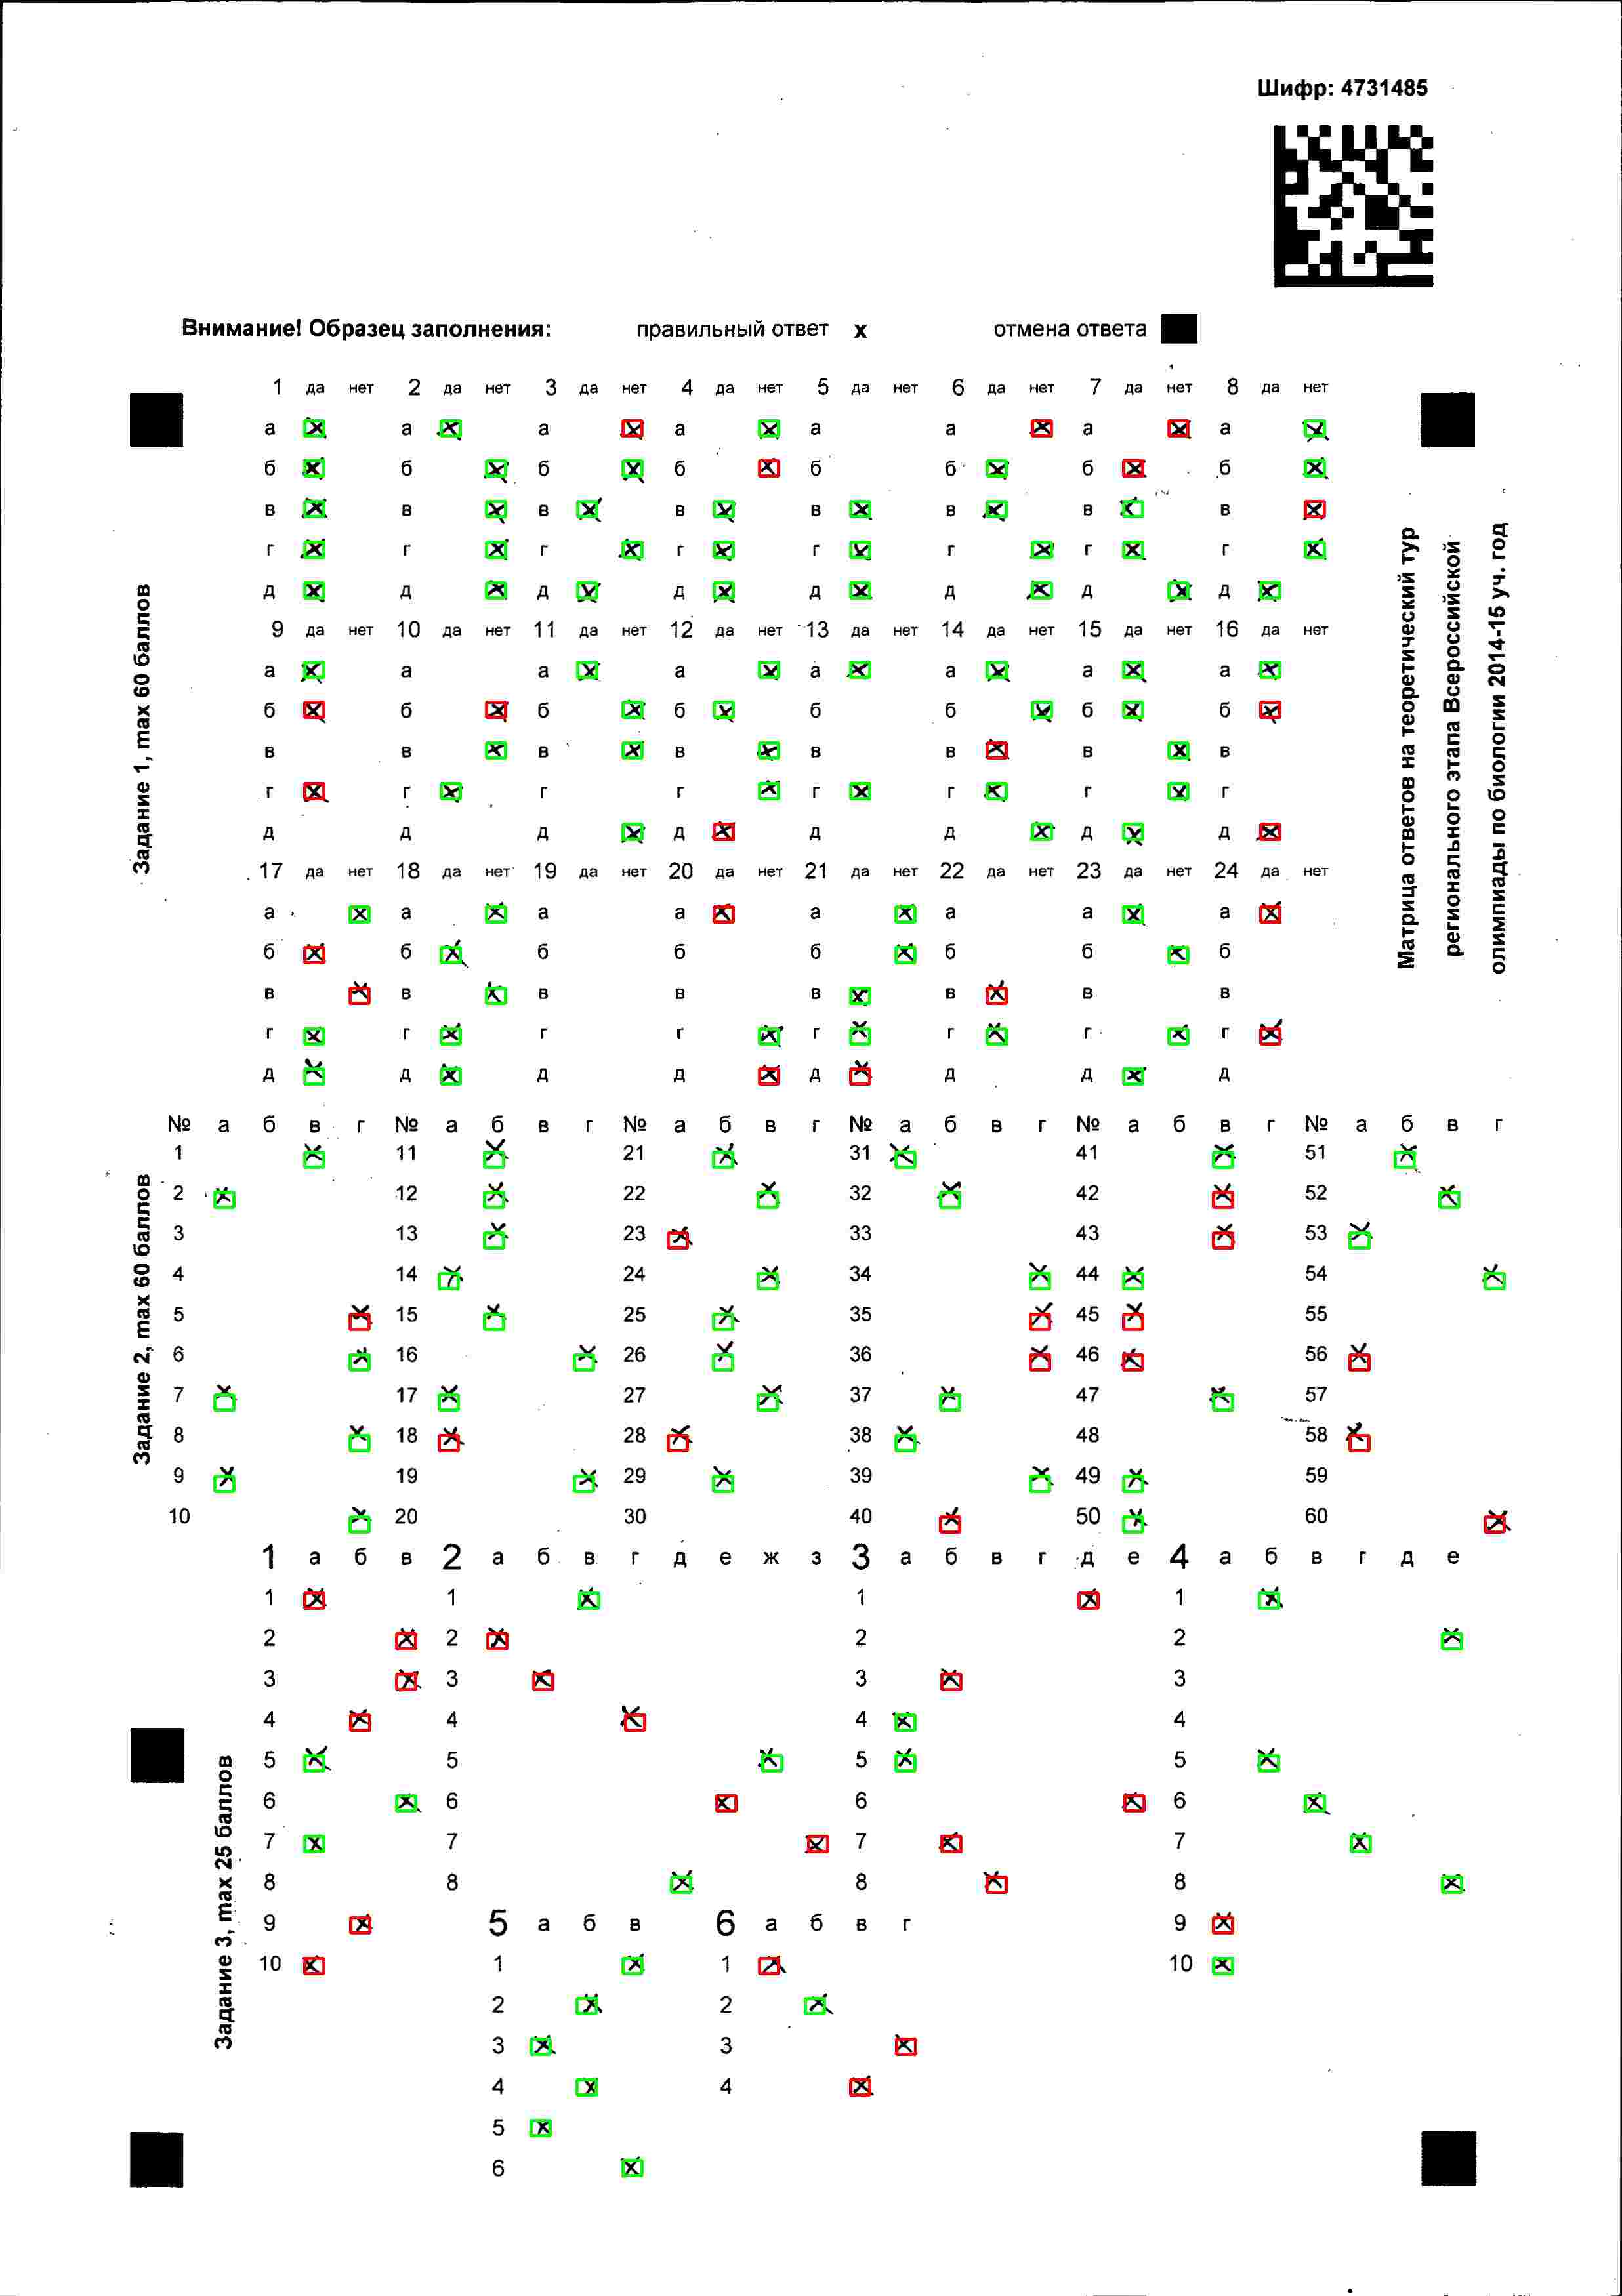 Шифр: 4731485
Внимание! Образец заполнения: правильный ответ x отмена ответа
1 да нет 2 да нет 3 да нет 4 да нет 5 да нет 6 да нет 7 да нет 8 да нет
а а а а а а а а
б б б б б б б б
в в в в в в в в
г г г г г г г г
д д д д д д д д
9 да нет 10 да нет 11 да нет 12 да нет 13 да нет 14 да нет 15 да нет 16 да нет
а а а а а а а а
б б б б б б б б
в в в в в в в в
г г г г г г г г
д д д д д д д д
17 да нет 18 да нет 19 да нет 20 да нет 21 да нет 22 да нет 23 да нет 24 да нет
а а а а а а а а
б б б б б б б б
в в в в в в в в
г г г г г г г г
д д д д д д д д
Задание 1, max 60 баллов
Матрица ответов на теоретический тур
регионального этапа Всероссийской
олимпиады по биологии 2014-15 уч. год
№ а б в г № а б в г № а б в г № а б в г № а б в г № а б в г
1 11 21 31 41 51
2 12 22 32 42 52
3 13 23 33 43 53
4 14 24 34 44 54
5 15 25 35 45 55
6 16 26 36 46 56
7 17 27 37 47 57
8 18 28 38 48 58
9 19 29 39 49 59
10 20 30 40 50 60
Задание 2, max 60 баллов
1 а б в 2 а б в г д е ж з 3 а б в г д е 4 а б в г д е
1 1 1 1
2 2 2 2
3 3 3 3
4 4 4 4
5 5 5 5
6 6 6 6
7 7 7 7
8 8 8 8
9 5 а б в 6 а б в г 9
10 1 1 10
2 2
3 3
4 4
5
6
Задание 3, max 25 баллов